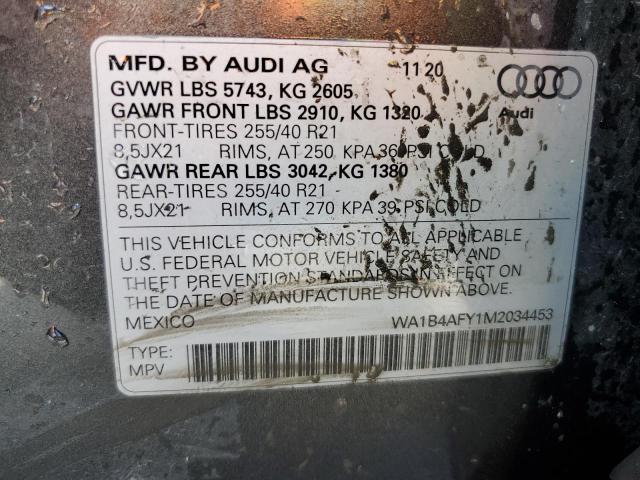 MFD. BY AUDI AG 11 20
GVWR LBS 5743, KG 2605
GAWR FRONT LBS 2910, KG 1320
FRONT-TIRES 255/40 R21
8,5JX21 RIMS, AT 250 KPA 36 PSI COLD
GAWR REAR LBS 3042, KG 1380
REAR-TIRES 255/40 R21
8,5JX21 RIMS, AT 270 KPA 39 PSI COLD
Audi
THIS VEHICLE CONFORMS TO ALL APPLICABLE
U.S. FEDERAL MOTOR VEHICLE SAFETY AND
THEFT PREVENTION STANDARDS IN EFFECT ON
THE DATE OF MANUFACTURE SHOWN ABOVE.
MEXICO WA1B4AFY1M2034453
TYPE:
MPV